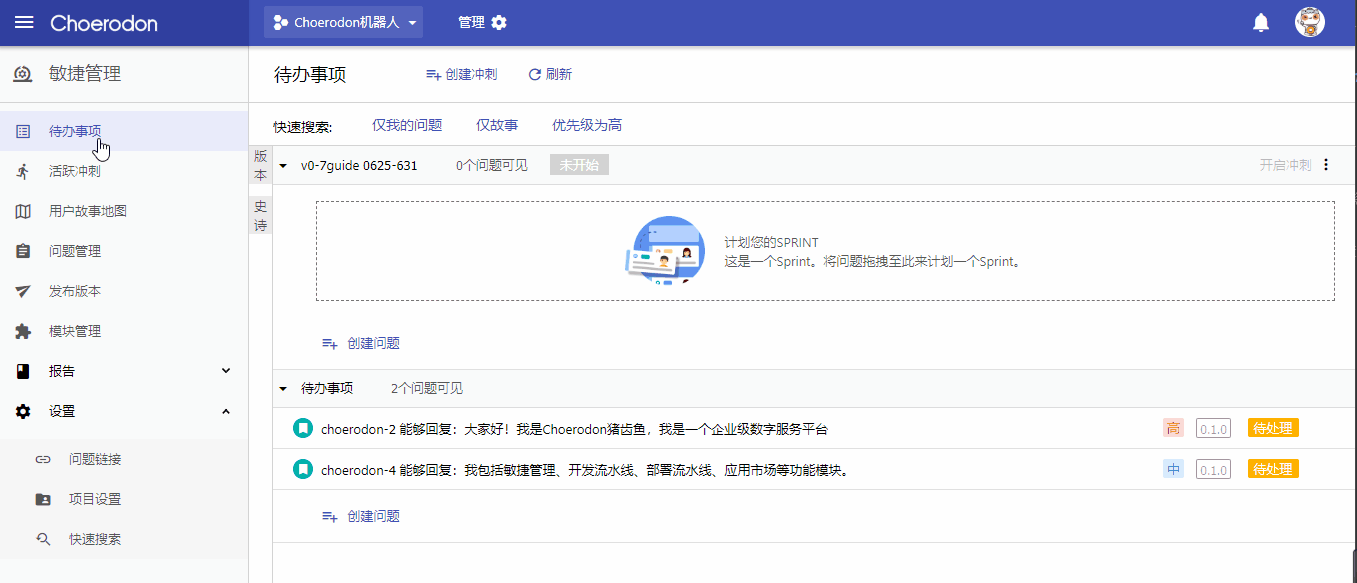 Choerodon
Choerodon机器人
管理
敏捷管理
待办事项
活跃冲刺
用户故事地图
问题管理
发布版本
模块管理
报告
设置
问题链接
项目设置
快速搜索
待办事项
创建冲刺
刷新
快速搜索:
仅我的问题
仅故事
优先级为高
版本
史诗
v0-7guide 0625-631
0个问题可见
未开始
开启冲刺
计划您的SPRINT
这是一个Sprint。将问题拖拽至此来计划一个Sprint。
创建问题
待办事项
2个问题可见
choerodon-2 能够回复：大家好！我是Choerodon猪齿鱼，我是一个企业级数字服务平台
高
0.1.0
待处理
choerodon-4 能够回复：我包括敏捷管理、开发流水线、部署流水线、应用市场等功能模块。
中
0.1.0
待处理
创建问题